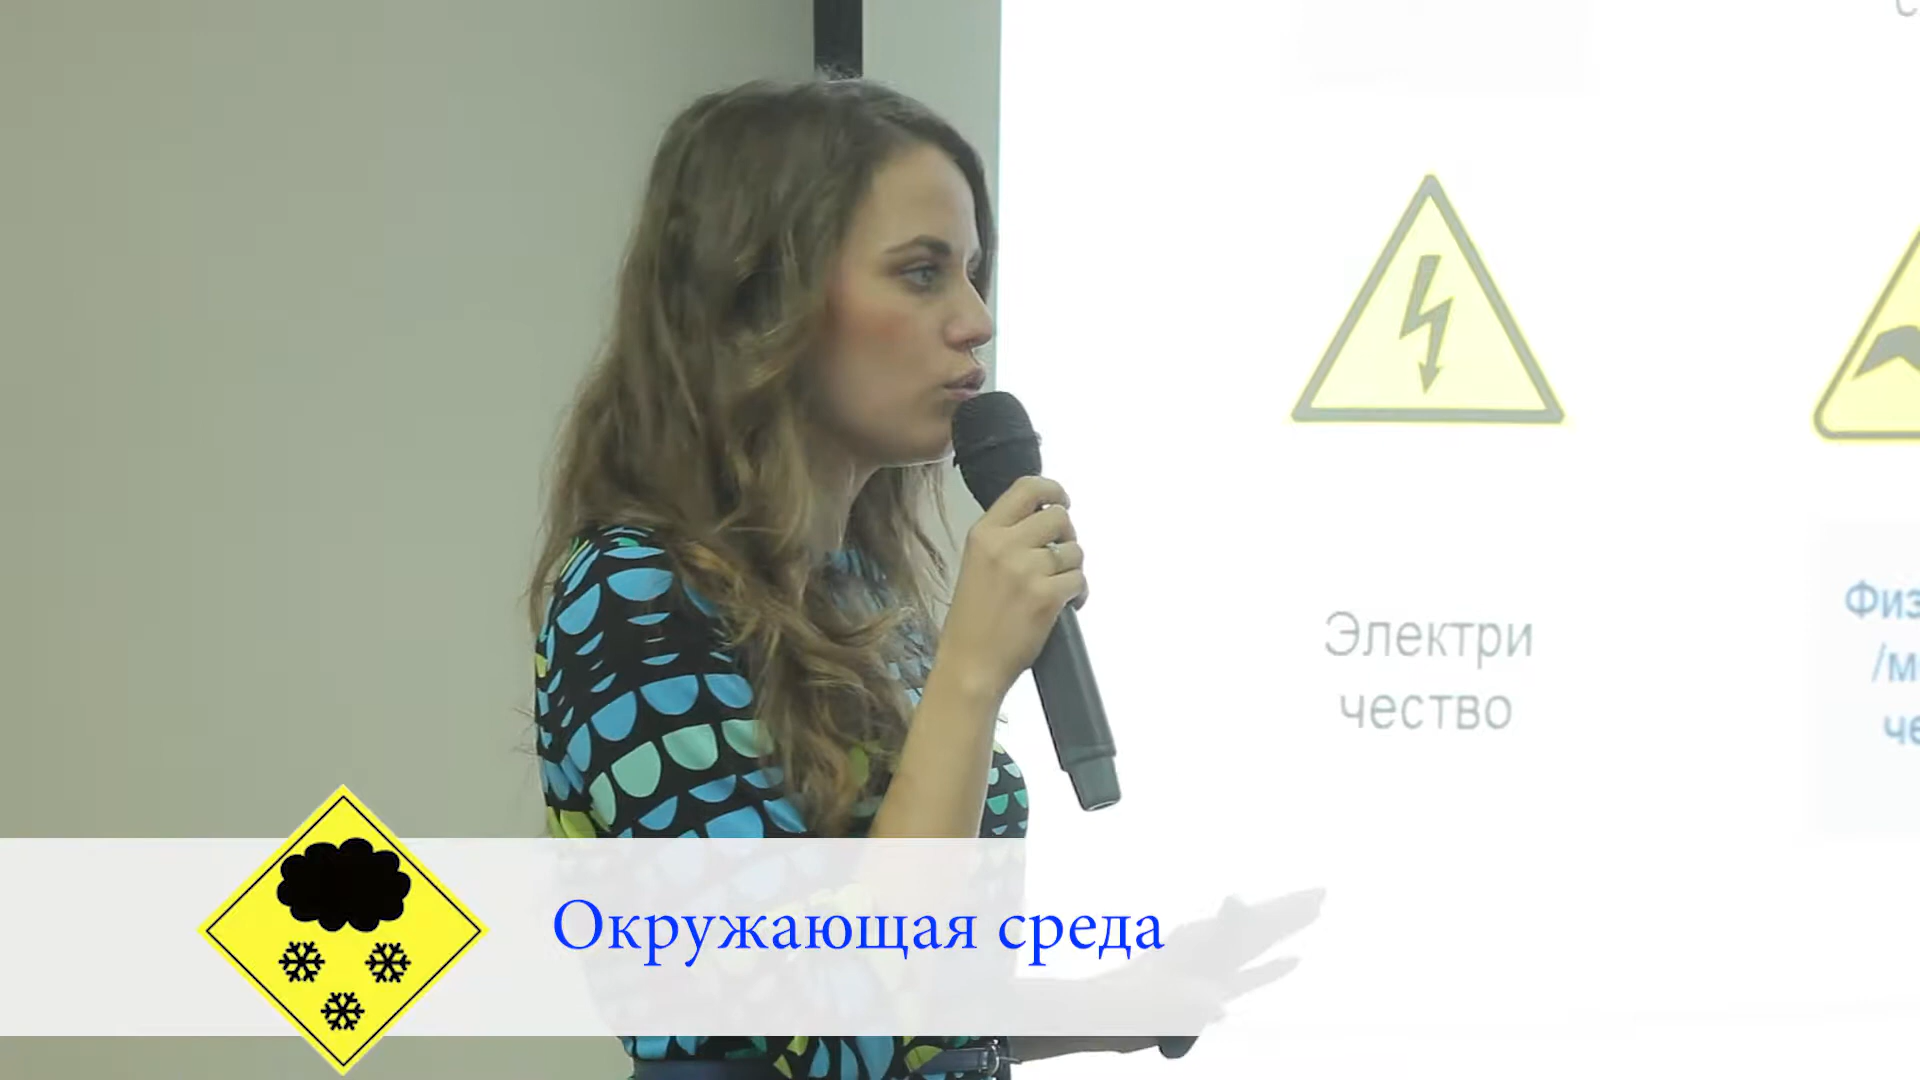 Электри
чество
Окружающая среда